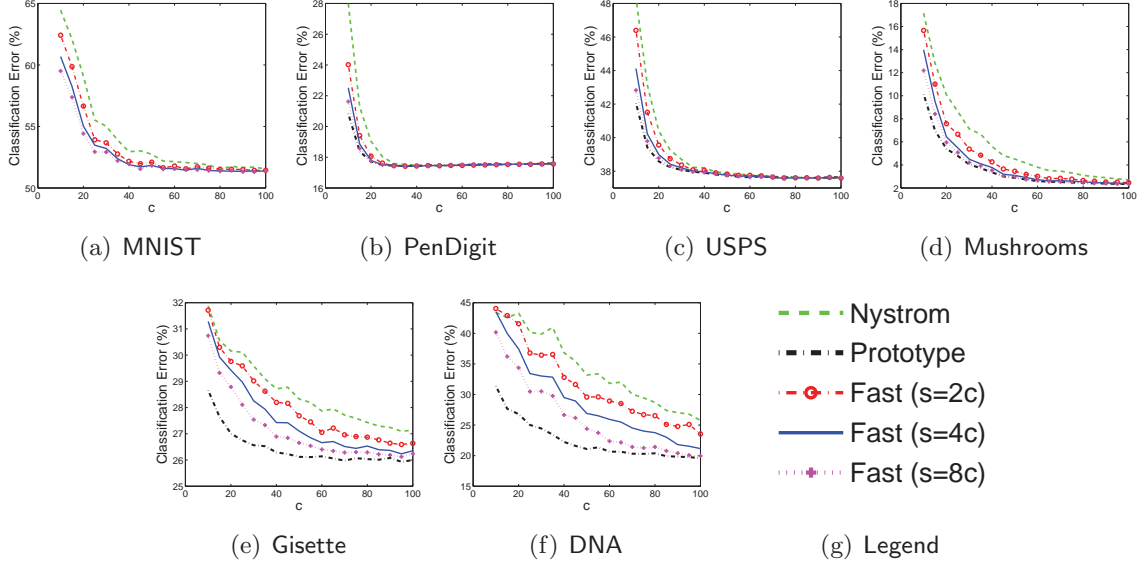 Classification Error (%)
65
60
55
50
0 20 40 60 80 100
c
(a) MNIST
Classification Error (%)
28
26
24
22
20
18
16
0 20 40 60 80 100
c
(b) PenDigit
Classification Error (%)
48
46
44
42
40
38
0 20 40 60 80 100
c
(c) USPS
Classification Error (%)
18
16
14
12
10
8
6
4
2
0 20 40 60 80 100
c
(d) Mushrooms
Classification Error (%)
32
31
30
29
28
27
26
25
0 20 40 60 80 100
c
(e) Gisette
Classification Error (%)
45
40
35
30
25
20
15
0 20 40 60 80 100
c
(f) DNA
Nystrom
Prototype
Fast (s=2c)
Fast (s=4c)
Fast (s=8c)
(g) Legend